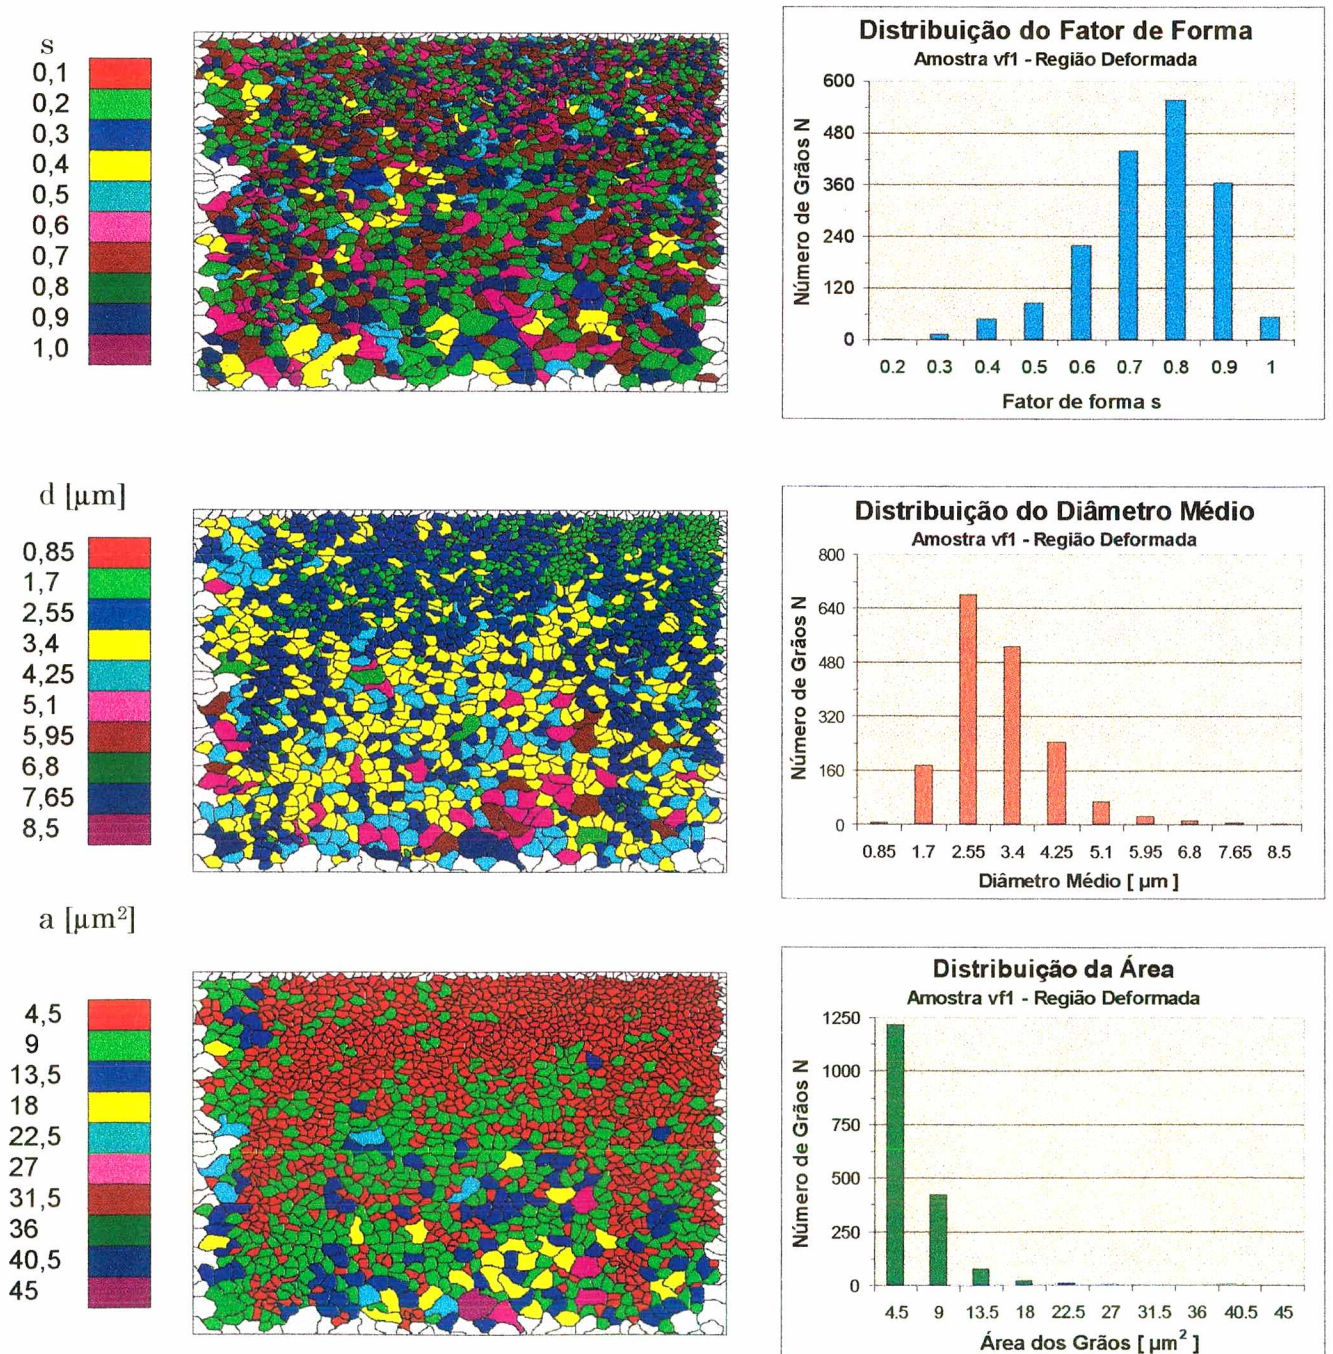 s
0,1
0,2
0,3
0,4
0,5
0,6
0,7
0,8
0,9
1,0
Distribuição do Fator de Forma
Amostra vf1 - Região Deformada
Número de Grãos N
600
480
360
240
120
0
0.2 0.3 0.4 0.5 0.6 0.7 0.8 0.9 1
Fator de forma s
d [µm]
0,85
1,7
2,55
3,4
4,25
5,1
5,95
6,8
7,65
8,5
Distribuição do Diâmetro Médio
Amostra vf1 - Região Deformada
Número de Grãos N
800
640
480
320
160
0
0.85 1.7 2.55 3.4 4.25 5.1 5.95 6.8 7.65 8.5
Diâmetro Médio [ µm ]
a [µm²]
4,5
9
13,5
18
22,5
27
31,5
36
40,5
45
Distribuição da Área
Amostra vf1 - Região Deformada
Número de Grãos N
1250
1000
750
500
250
0
4.5 9 13.5 18 22.5 27 31.5 36 40.5 45
Área dos Grãos [ µm² ]